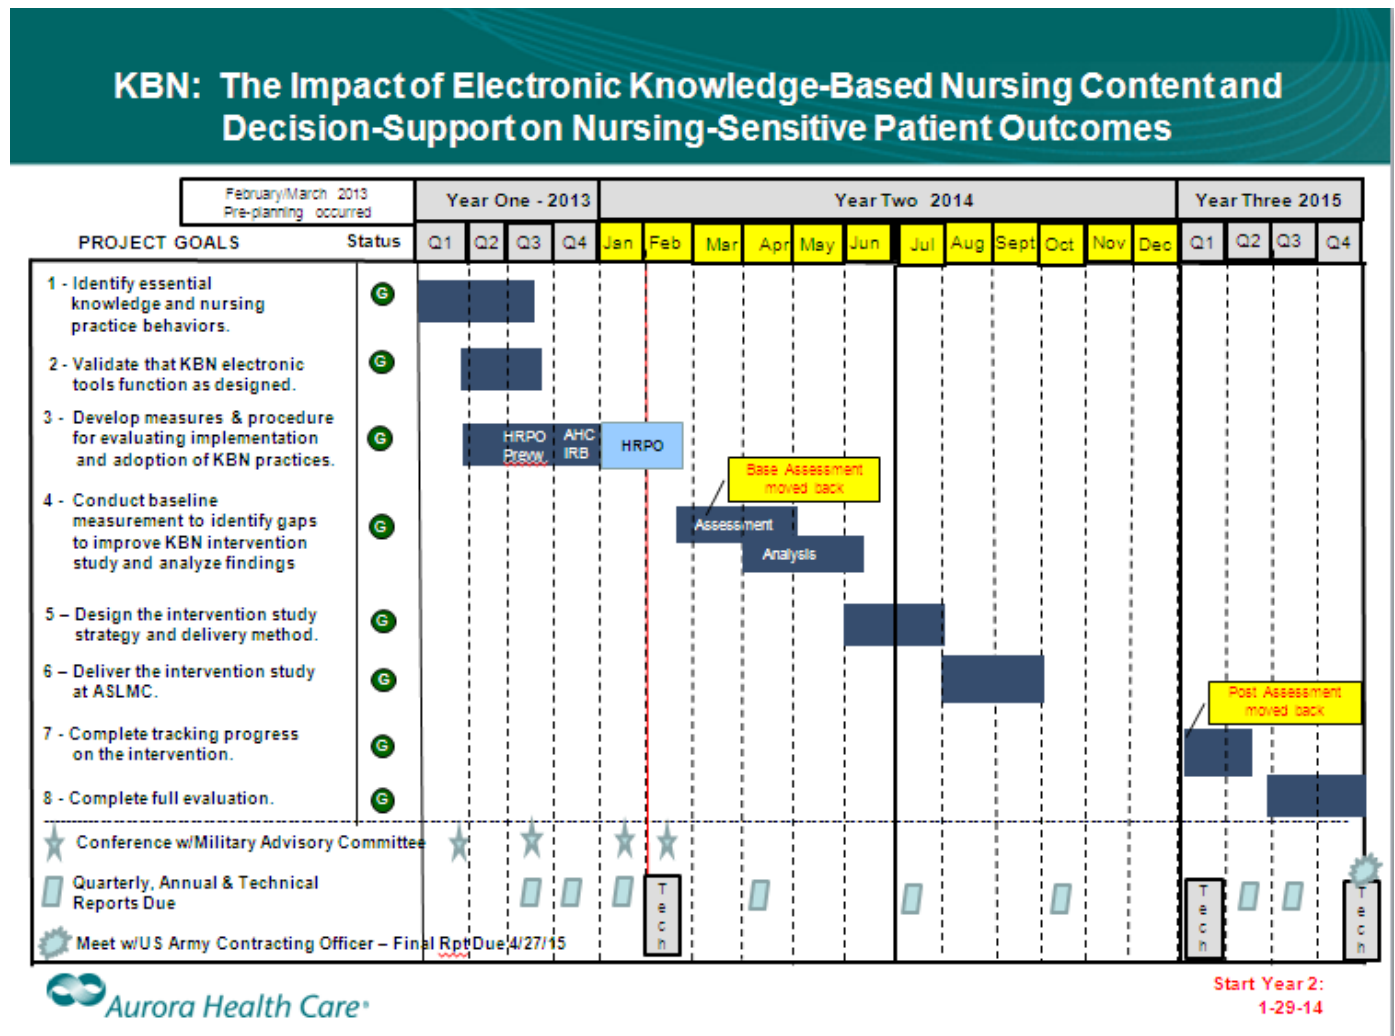 KBN: The Impact of Electronic Knowledge-Based Nursing Content and
Decision-Support on Nursing-Sensitive Patient Outcomes
February/March 2013
Pre-planning occurred
Year One - 2013
Year Two 2014
Year Three 2015
PROJECT GOALS
Status
Q1 Q2 Q3 Q4 Jan Feb Mar Apr May Jun Jul Aug Sept Oct Nov Dec Q1 Q2 Q3 Q4
1 - Identify essential
knowledge and nursing
practice behaviors.
G
2 - Validate that KBN electronic
tools function as designed.
G
3 - Develop measures & procedure
for evaluating implementation
and adoption of KBN practices.
G
HRPO
Prevw.
AHC
IRB
HRPO
Base Assessment
moved back
4 - Conduct baseline
measurement to identify gaps
to improve KBN intervention
study and analyze findings
G
Assessment
Analysis
5 – Design the intervention study
strategy and delivery method.
G
6 – Deliver the intervention study
at ASLMC.
G
Post Assessment
moved back
7 - Complete tracking progress
on the intervention.
G
8 - Complete full evaluation.
G
Conference w/Military Advisory Committee
Quarterly, Annual & Technical
Reports Due
Tech
Tech
Tech
Meet w/US Army Contracting Officer – Final Rpt Due 4/27/15
Aurora Health Care®
Start Year 2:
1-29-14